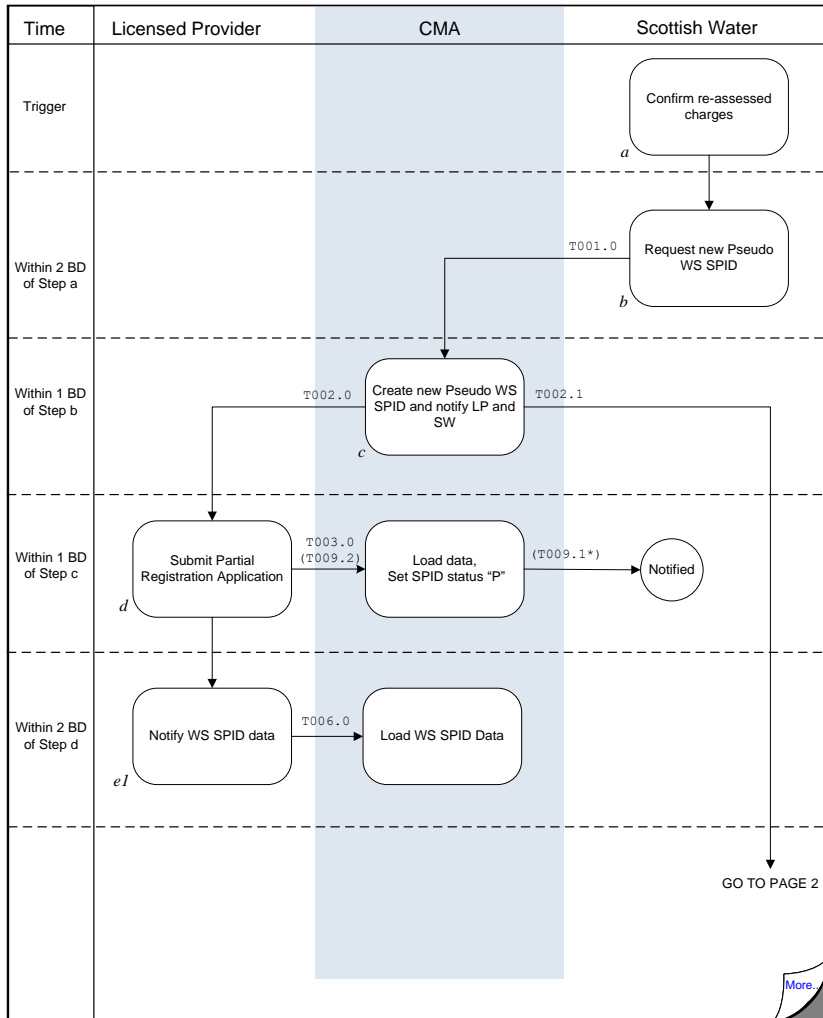 Time
Licensed Provider
CMA
Scottish Water
Trigger
Confirm re-assessed
charges
a
Within 2 BD
of Step a
T001.0
Request new Pseudo
WS SPID
b
Within 1 BD
of Step b
T002.0
Create new Pseudo WS
SPID and notify LP and
SW
T002.1
c
Within 1 BD
of Step c
Submit Partial
Registration Application
d
T003.0
(T009.2)
Load data,
Set SPID status “P”
(T009.1*)
Notified
Within 2 BD
of Step d
Notify WS SPID data
e1
T006.0
Load WS SPID Data
GO TO PAGE 2
More..